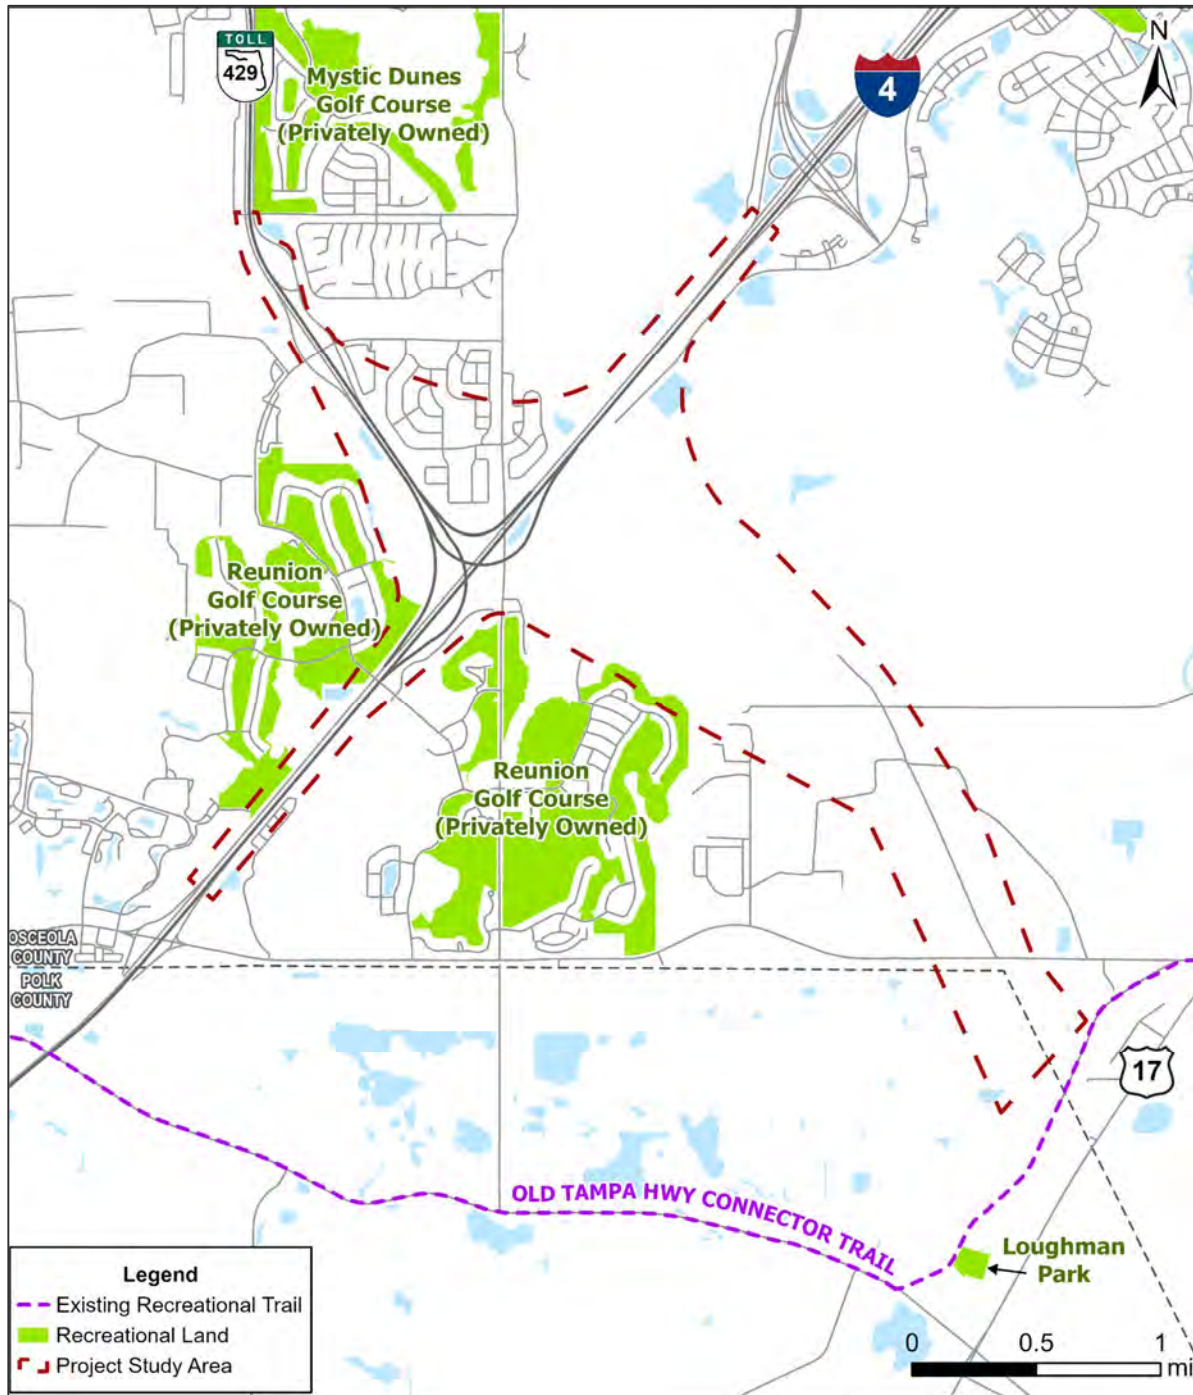 TOLL
429
4
N
Mystic Dunes
Golf Course
(Privately Owned)
Reunion
Golf Course
(Privately Owned)
Reunion
Golf Course
(Privately Owned)
OSCEOLA
COUNTY
POLK
COUNTY
17
OLD TAMPA HWY CONNECTOR TRAIL
Loughman
Park
Legend
Existing Recreational Trail
Recreational Land
Project Study Area
0 0.5 1
mi